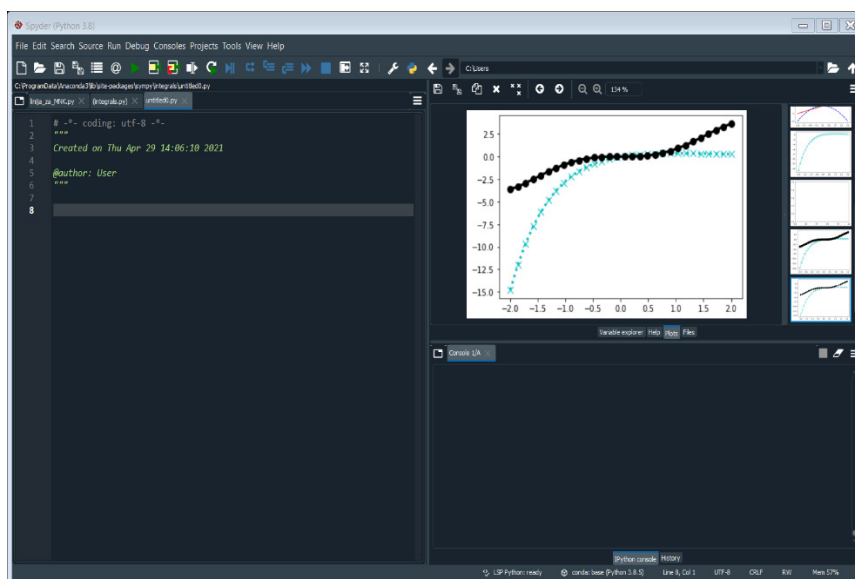 Spyder (Python 3.8)
File Edit Search Source Run Debug Consoles Projects Tools View Help
C:\Users
C:\ProgramData\Anaconda3\lib\site-packages\sympy\integrals\untitled0.py
linija_za_MNK.py
(integrals.py)
untitled0.py
134 %
1 # -*- coding: utf-8 -*-
2 """
3 Created on Thu Apr 29 14:06:10 2021
4
5 @author: User
6 """
7
8
2.5
0.0
−2.5
−5.0
−7.5
−10.0
−12.5
−15.0
−2.0 −1.5 −1.0 −0.5 0.0 0.5 1.0 1.5 2.0
Variable explorer Help Plots Files
Console 1/A
IPython console History
LSP Python: ready conda: base (Python 3.8.5) Line 8, Col 1 UTF-8 CRLF RW Mem 57%